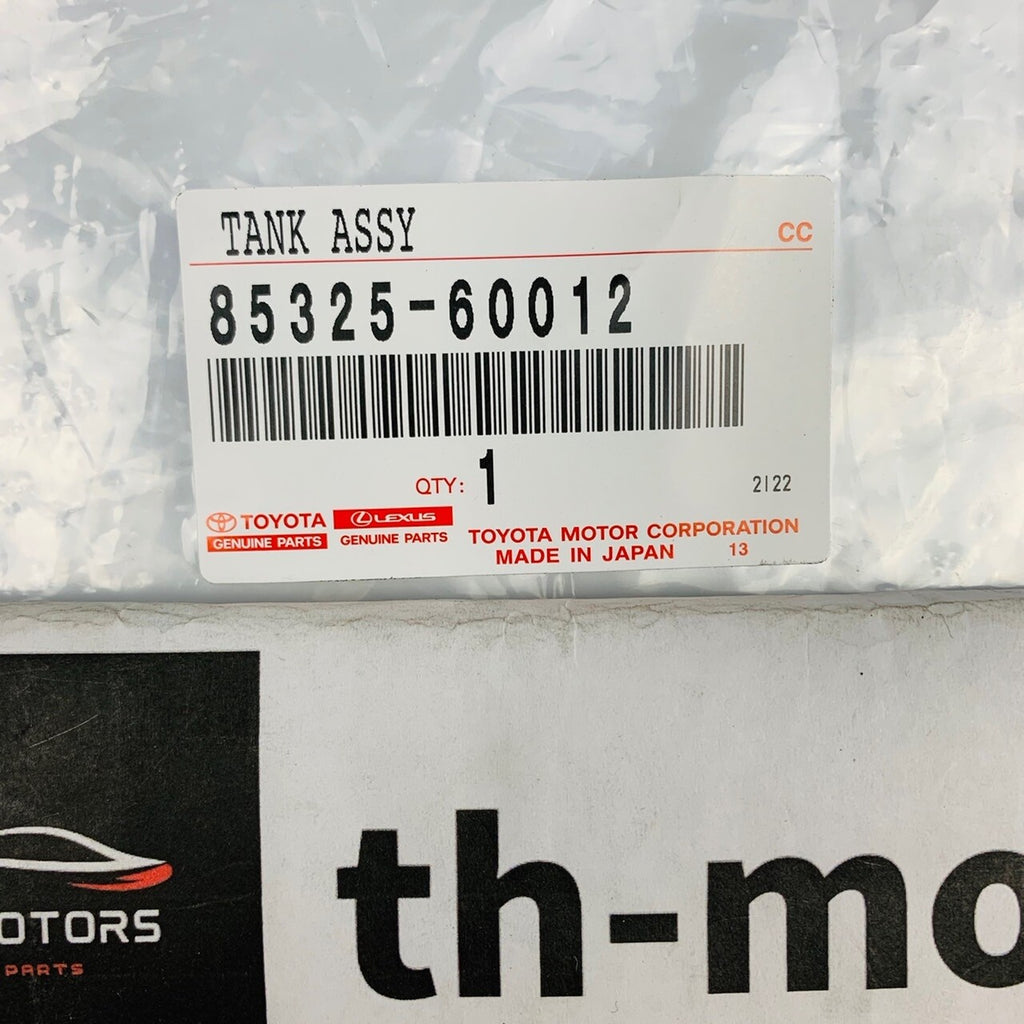 TANK ASSY
CC
85325-60012
QTY: 1
2122
TOYOTA
GENUINE PARTS
LEXUS
GENUINE PARTS
TOYOTA MOTOR CORPORATION
MADE IN JAPAN 13
OTORS
PARTS
th-mo